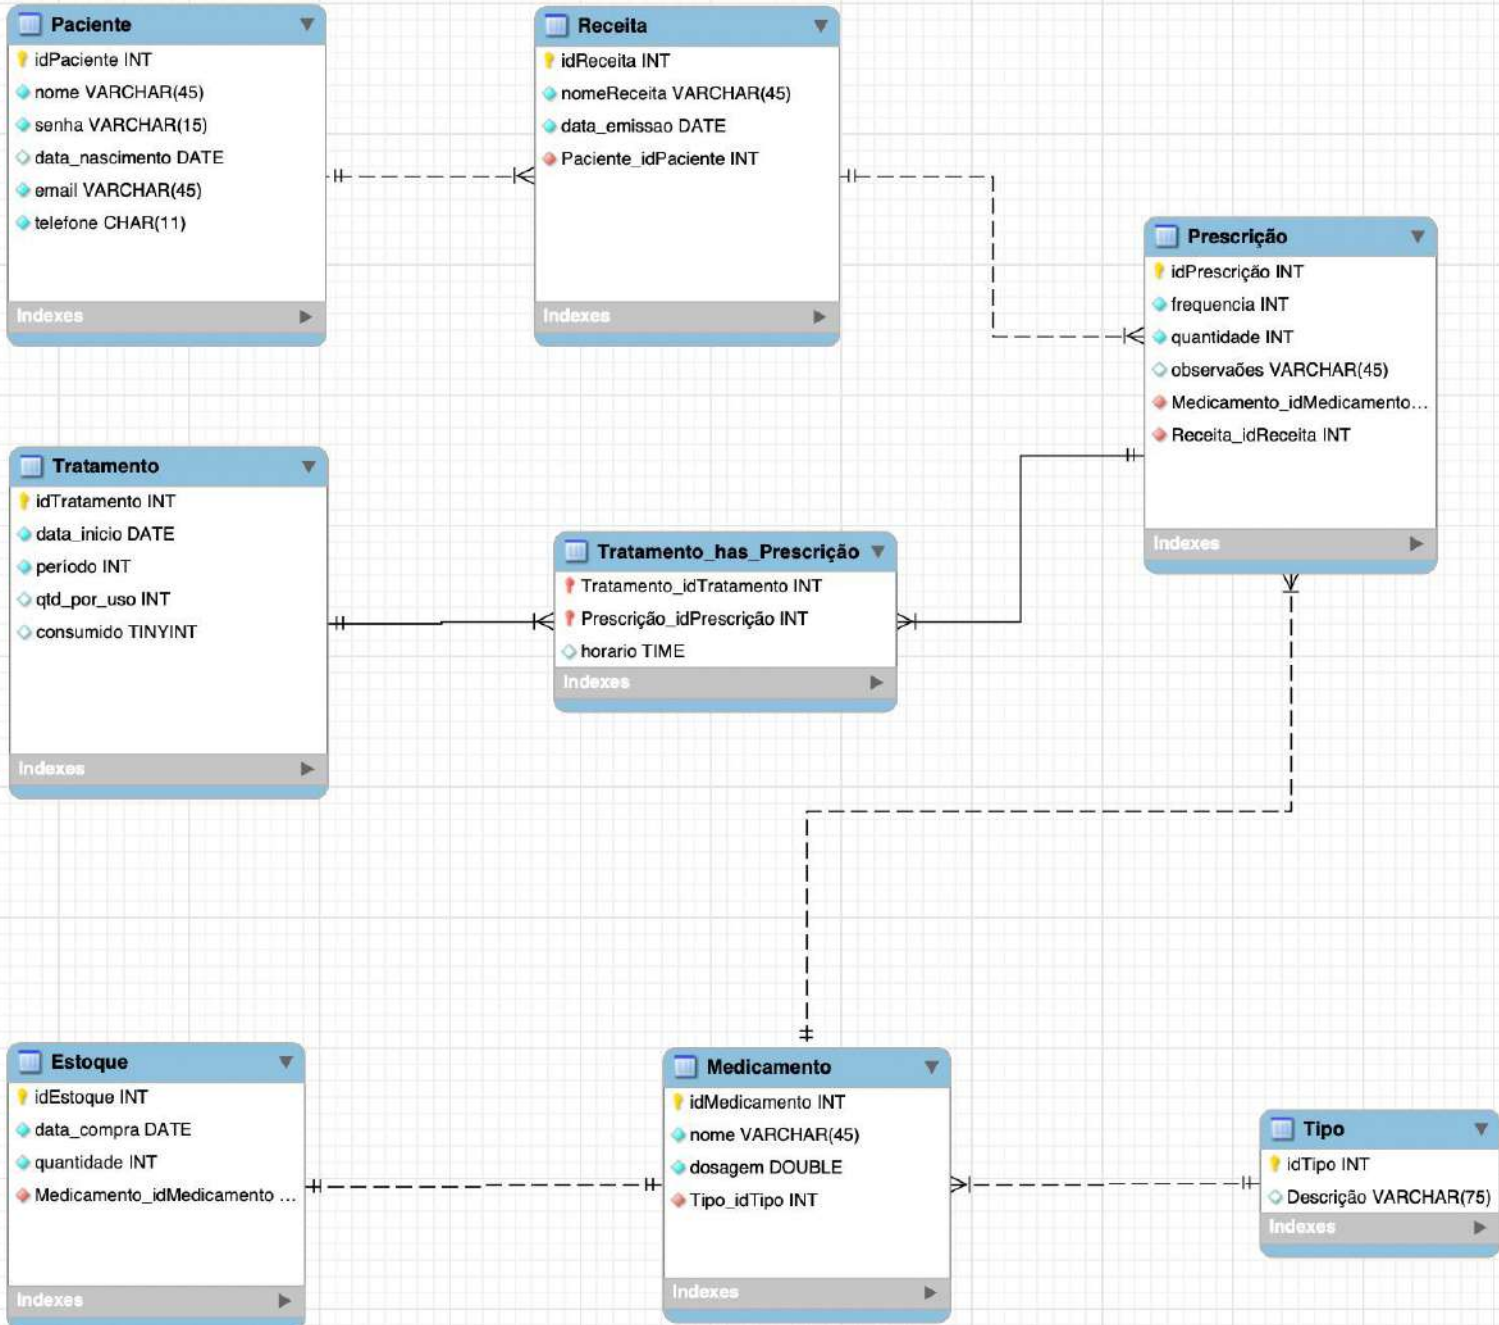 Paciente
idPaciente INT
nome VARCHAR(45)
senha VARCHAR(15)
data_nascimento DATE
email VARCHAR(45)
telefone CHAR(11)
Indexes
Receita
idReceita INT
nomeReceita VARCHAR(45)
data_emissao DATE
Paciente_idPaciente INT
Indexes
Prescrição
idPrescrição INT
frequencia INT
quantidade INT
observaões VARCHAR(45)
Medicamento_idMedicamento...
Receita_idReceita INT
Indexes
Tratamento
idTratamento INT
data_inicio DATE
periodo INT
qtd_por_uso INT
consumido TINYINT
Indexes
Tratamento_has_Prescrição
Tratamento_idTratamento INT
Prescrição_idPrescrição INT
horario TIME
Indexes
Estoque
idEstoque INT
data_compra DATE
quantidade INT
Medicamento_idMedicamento ...
Indexes
Medicamento
idMedicamento INT
nome VARCHAR(45)
dosagem DOUBLE
Tipo_idTipo INT
Indexes
Tipo
idTipo INT
Descrição VARCHAR(75)
Indexes